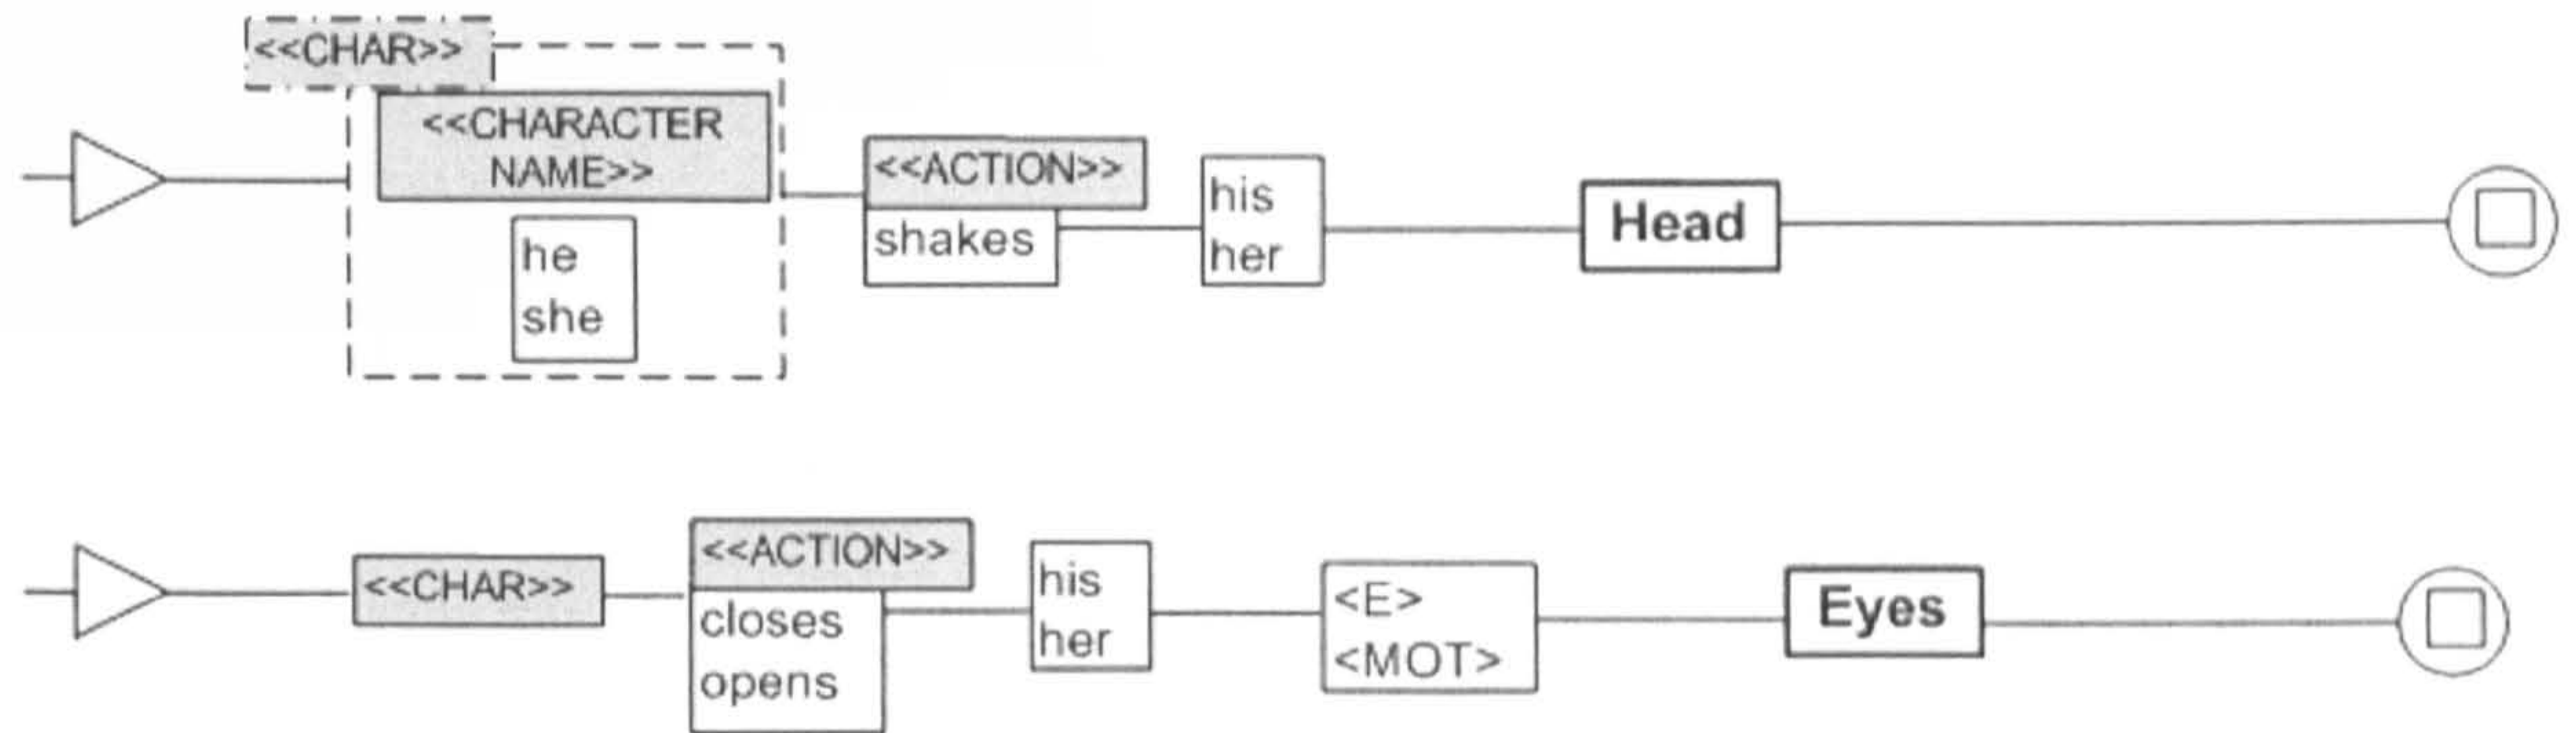 <<CHAR>>
<<CHARACTER
NAME>>
he
she
<<ACTION>>
shakes
his
her
Head
<<CHAR>>
<<ACTION>>
closes
opens
his
her
<E>
<MOT>
Eyes